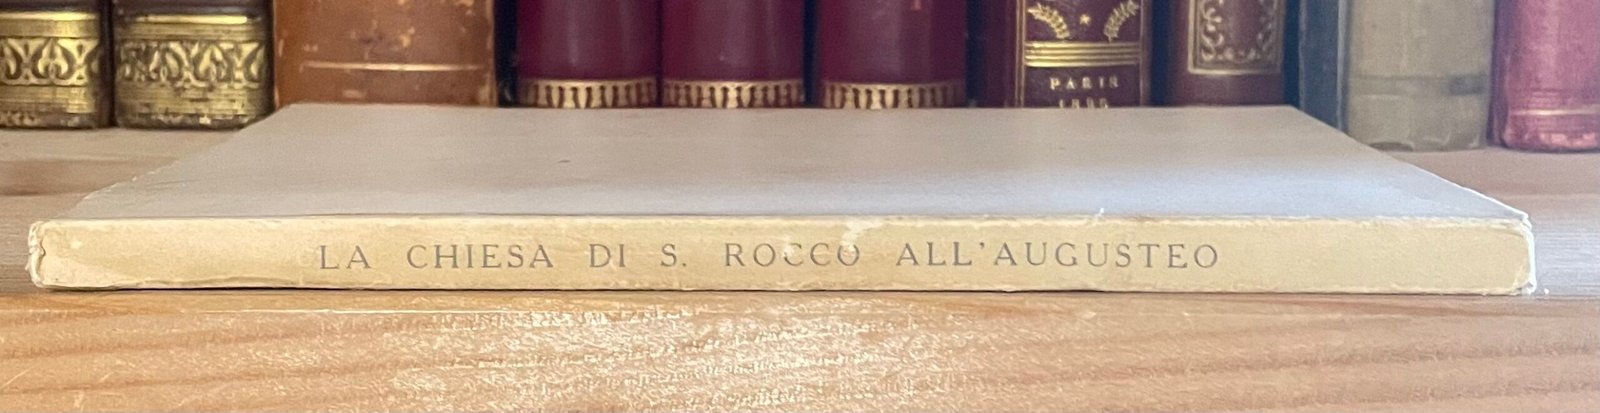 PARIS
LA CHIESA DI S. ROCCO ALL'AUGUSTEO